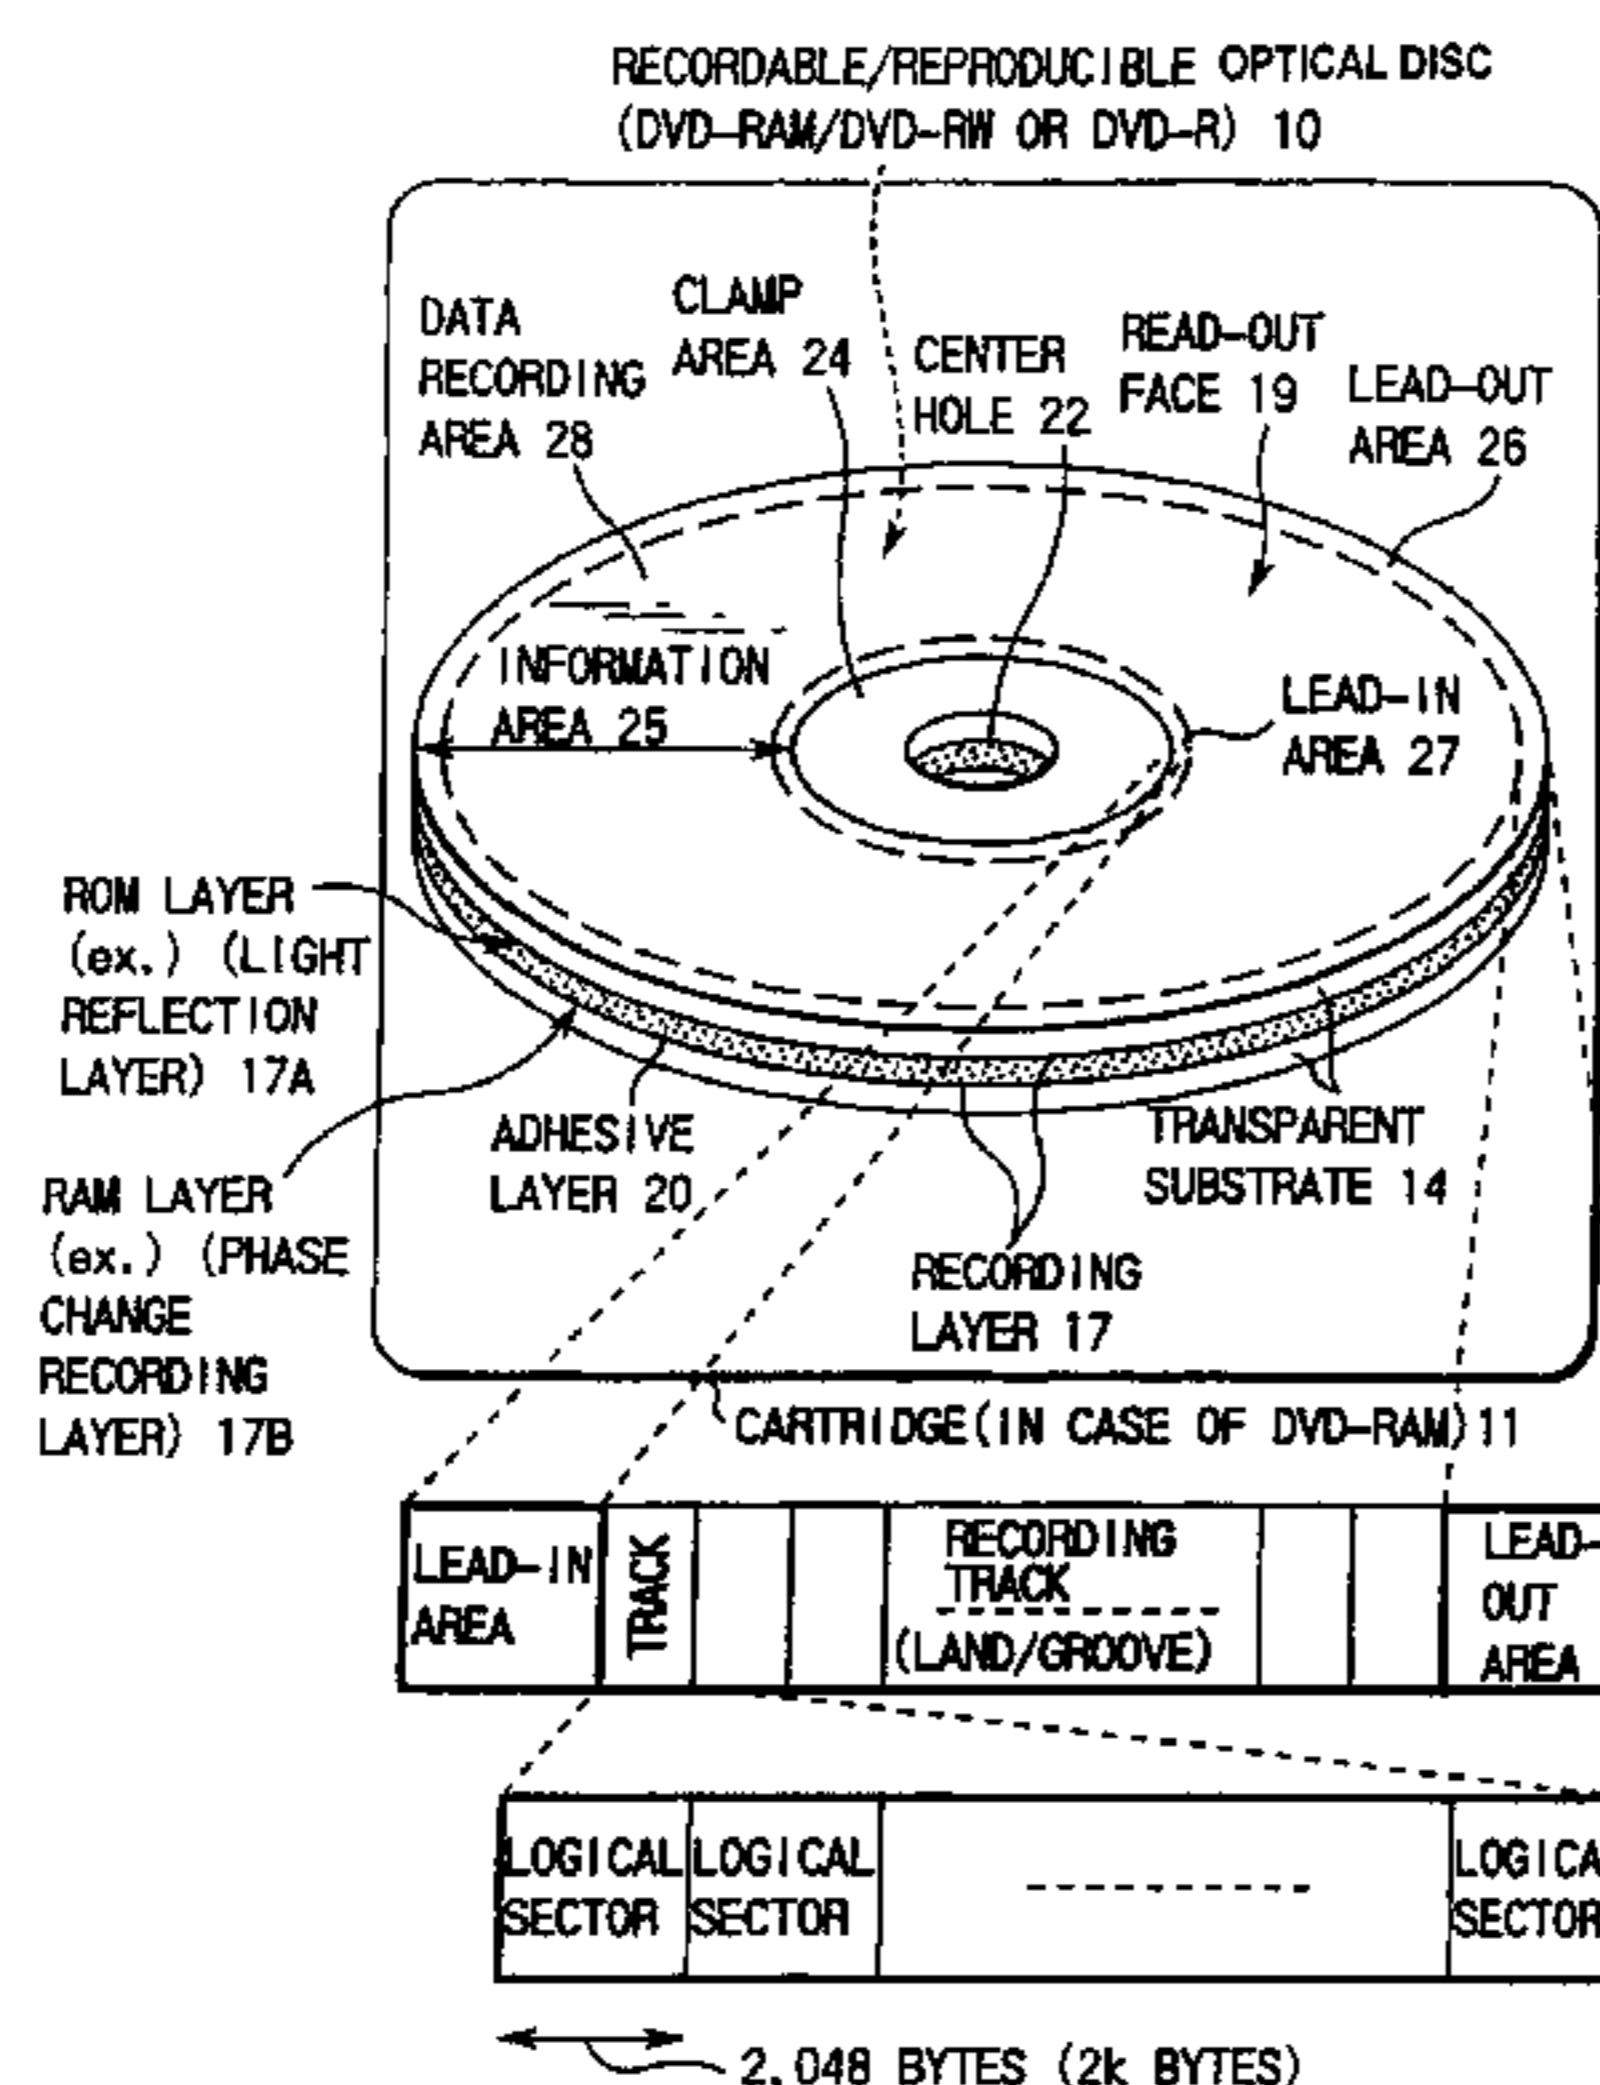 RECORDABLE/REPRODUCIBLE OPTICAL DISC
(DVD-RAM/DVD-RW OR DVD-R) 10
DATA
RECORDING
AREA 28
CLAMP
AREA 24
CENTER
HOLE 22
READ-OUT
FACE 19
LEAD-OUT
AREA 26
INFORMATION
AREA 25
LEAD-IN
AREA 27
ROM LAYER
(ex.) (LIGHT
REFLECTION
LAYER) 17A
ADHESIVE
LAYER 20
TRANSPARENT
SUBSTRATE 14
RAM LAYER
(ex.) (PHASE
CHANGE
RECORDING
LAYER) 17B
RECORDING
LAYER 17
CARTRIDGE(IN CASE OF DVD-RAM)11
LEAD-IN
AREA
TRACK
RECORDING
TRACK
(LAND/GROOVE)
LEAD-
OUT
AREA
LOGICAL
SECTOR
LOGICAL
SECTOR
LOGICA
SECTOR
2,048 BYTES (2k BYTES)